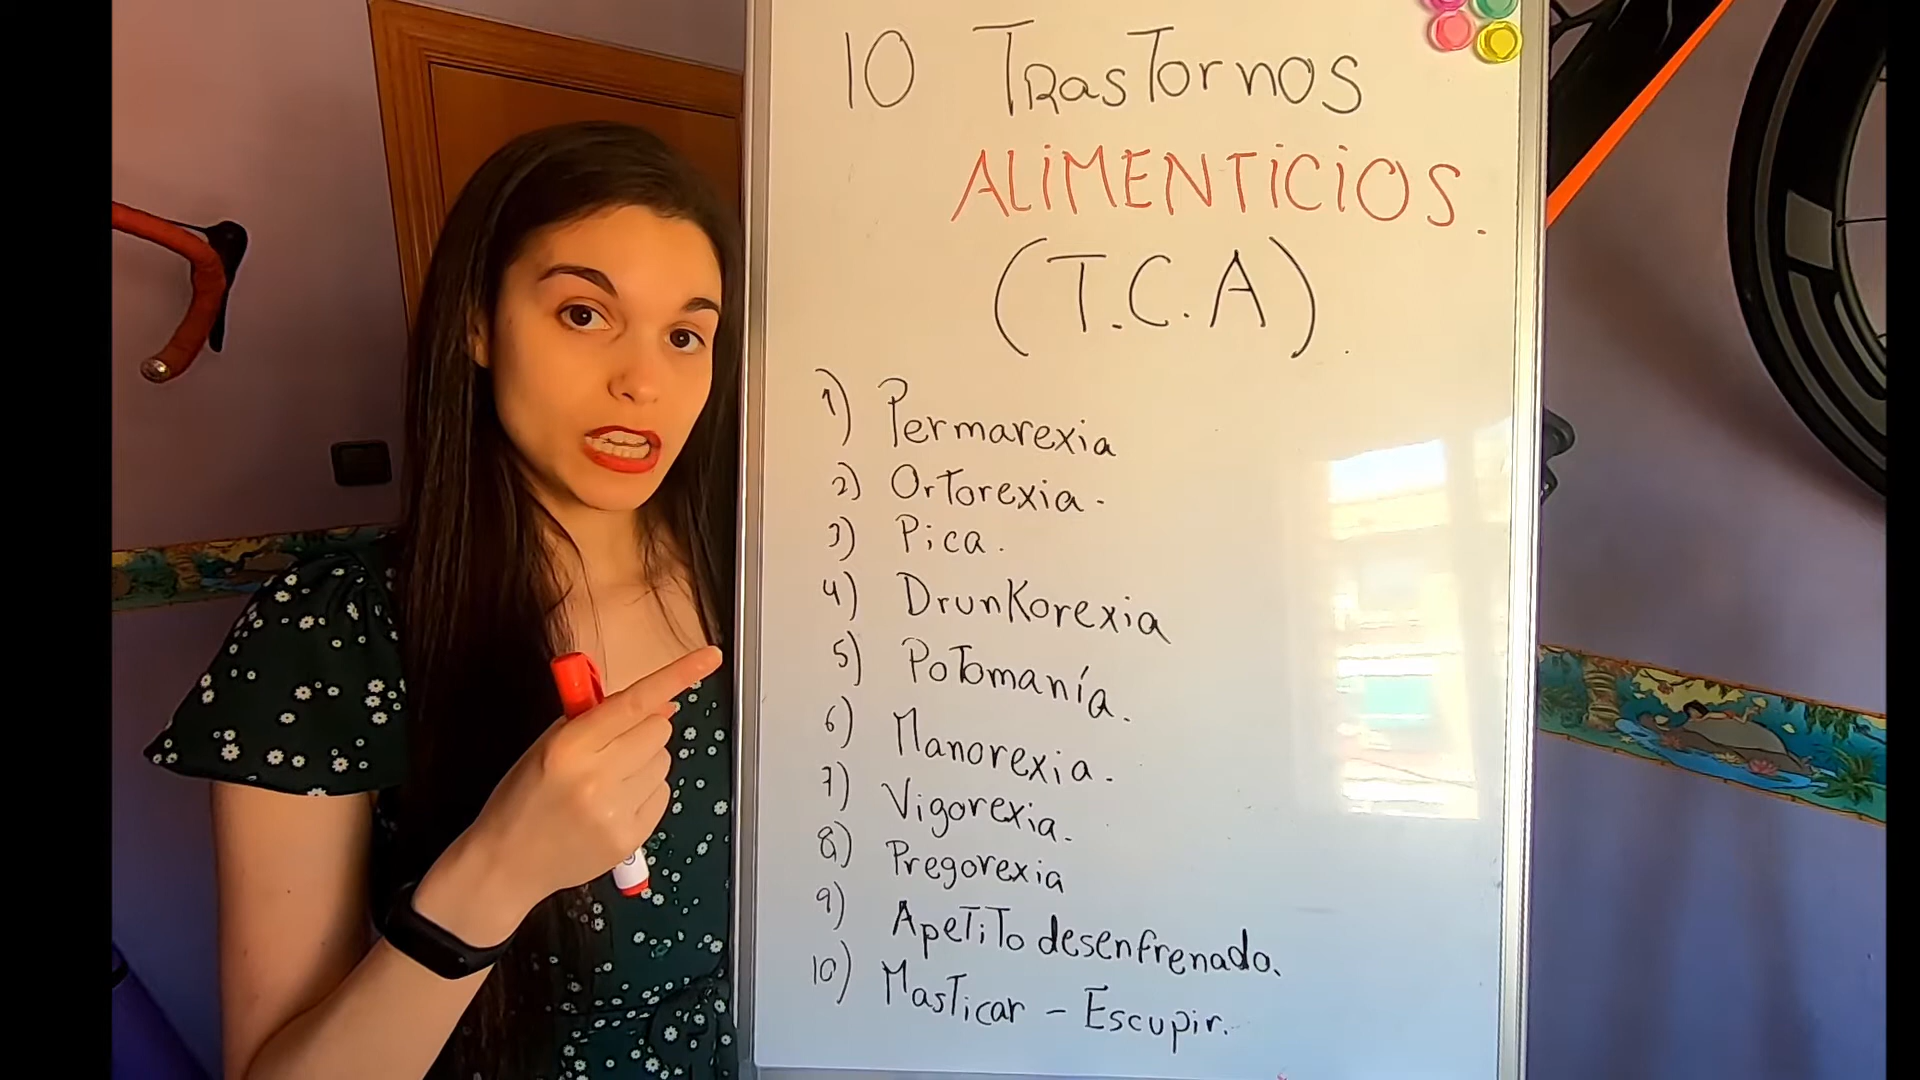 10 Trastornos
ALiMENTiCiOS.
(T.C.A).
1) Permarexia
2) Ortorexia.
3) Pica.
4) Drunkorexia
5) Potomanía.
6) Manorexia.
7) Vigorexia.
8) Pregorexia
9) Apetito desenfrenado.
10) Masticar - Escupir.